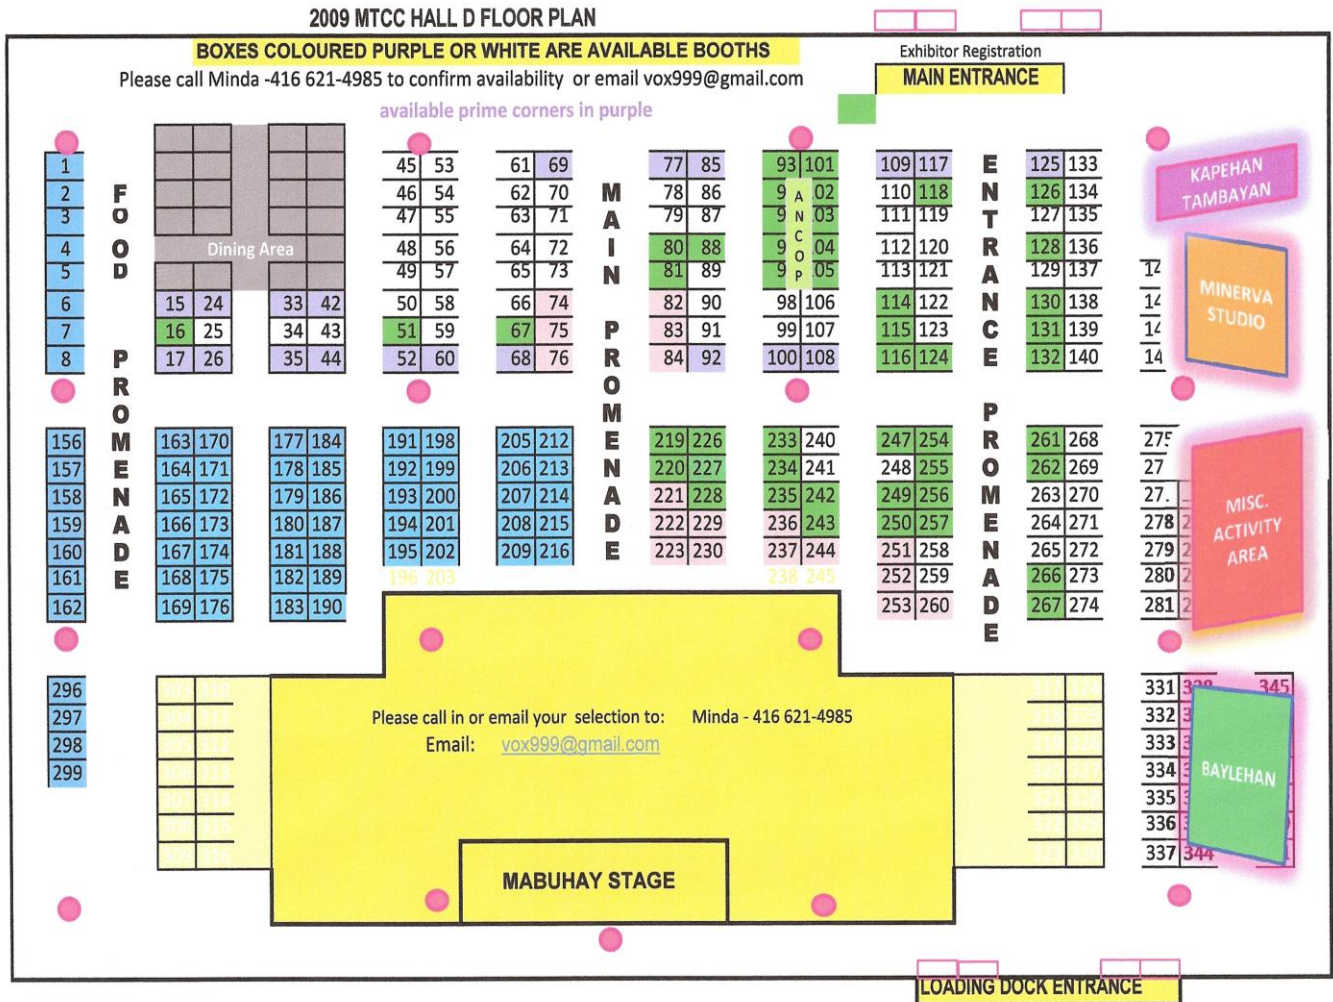 2009 MTCC HALL D FLOOR PLAN
BOXES COLOURED PURPLE OR WHITE ARE AVAILABLE BOOTHS
Exhibitor Registration
Please call Minda -416 621-4985 to confirm availability or email vox999@gmail.com
MAIN ENTRANCE
available prime corners in purple
FOOD PROMENADE
MAIN PROMENADE
ENTRANCE PROMENADE
1 45 53 61 69 77 85 93 101 109 117 125 133
2 46 54 62 70 78 86 110 118 126 134
3 47 55 63 71 79 87 111 119 127 135
4 48 56 64 72 80 88 112 120 128 136
5 49 57 65 73 81 89 113 121 129 137
6 15 24 33 42 50 58 66 74 82 90 98 106 114 122 130 138
7 16 25 34 43 51 59 67 75 83 91 99 107 115 123 131 139
8 17 26 35 44 52 60 68 76 84 92 100 108 116 124 132 140
Dining Area
ANCOP
KAPEHAN
TAMBAYAN
MINERVA
STUDIO
156 163 170 177 184 191 198 205 212 219 226 233 240 247 254 261 268 275
157 164 171 178 185 192 199 206 213 220 227 234 241 248 255 262 269
158 165 172 179 186 193 200 207 214 221 228 235 242 249 256 263 270
159 166 173 180 187 194 201 208 215 222 229 236 243 250 257 264 271 278
160 167 174 181 188 195 202 209 216 223 230 237 244 251 258 265 272 279
161 168 175 182 189 196 203 238 245 252 259 266 273 280
162 169 176 183 190 253 260 267 274 281
MISC.
ACTIVITY
AREA
296 331 345
297 332
298 333
299 334
335
336
337 344
BAYLEHAN
Please call in or email your selection to: Minda - 416 621-4985
Email: vox999@gmail.com
MABUHAY STAGE
LOADING DOCK ENTRANCE